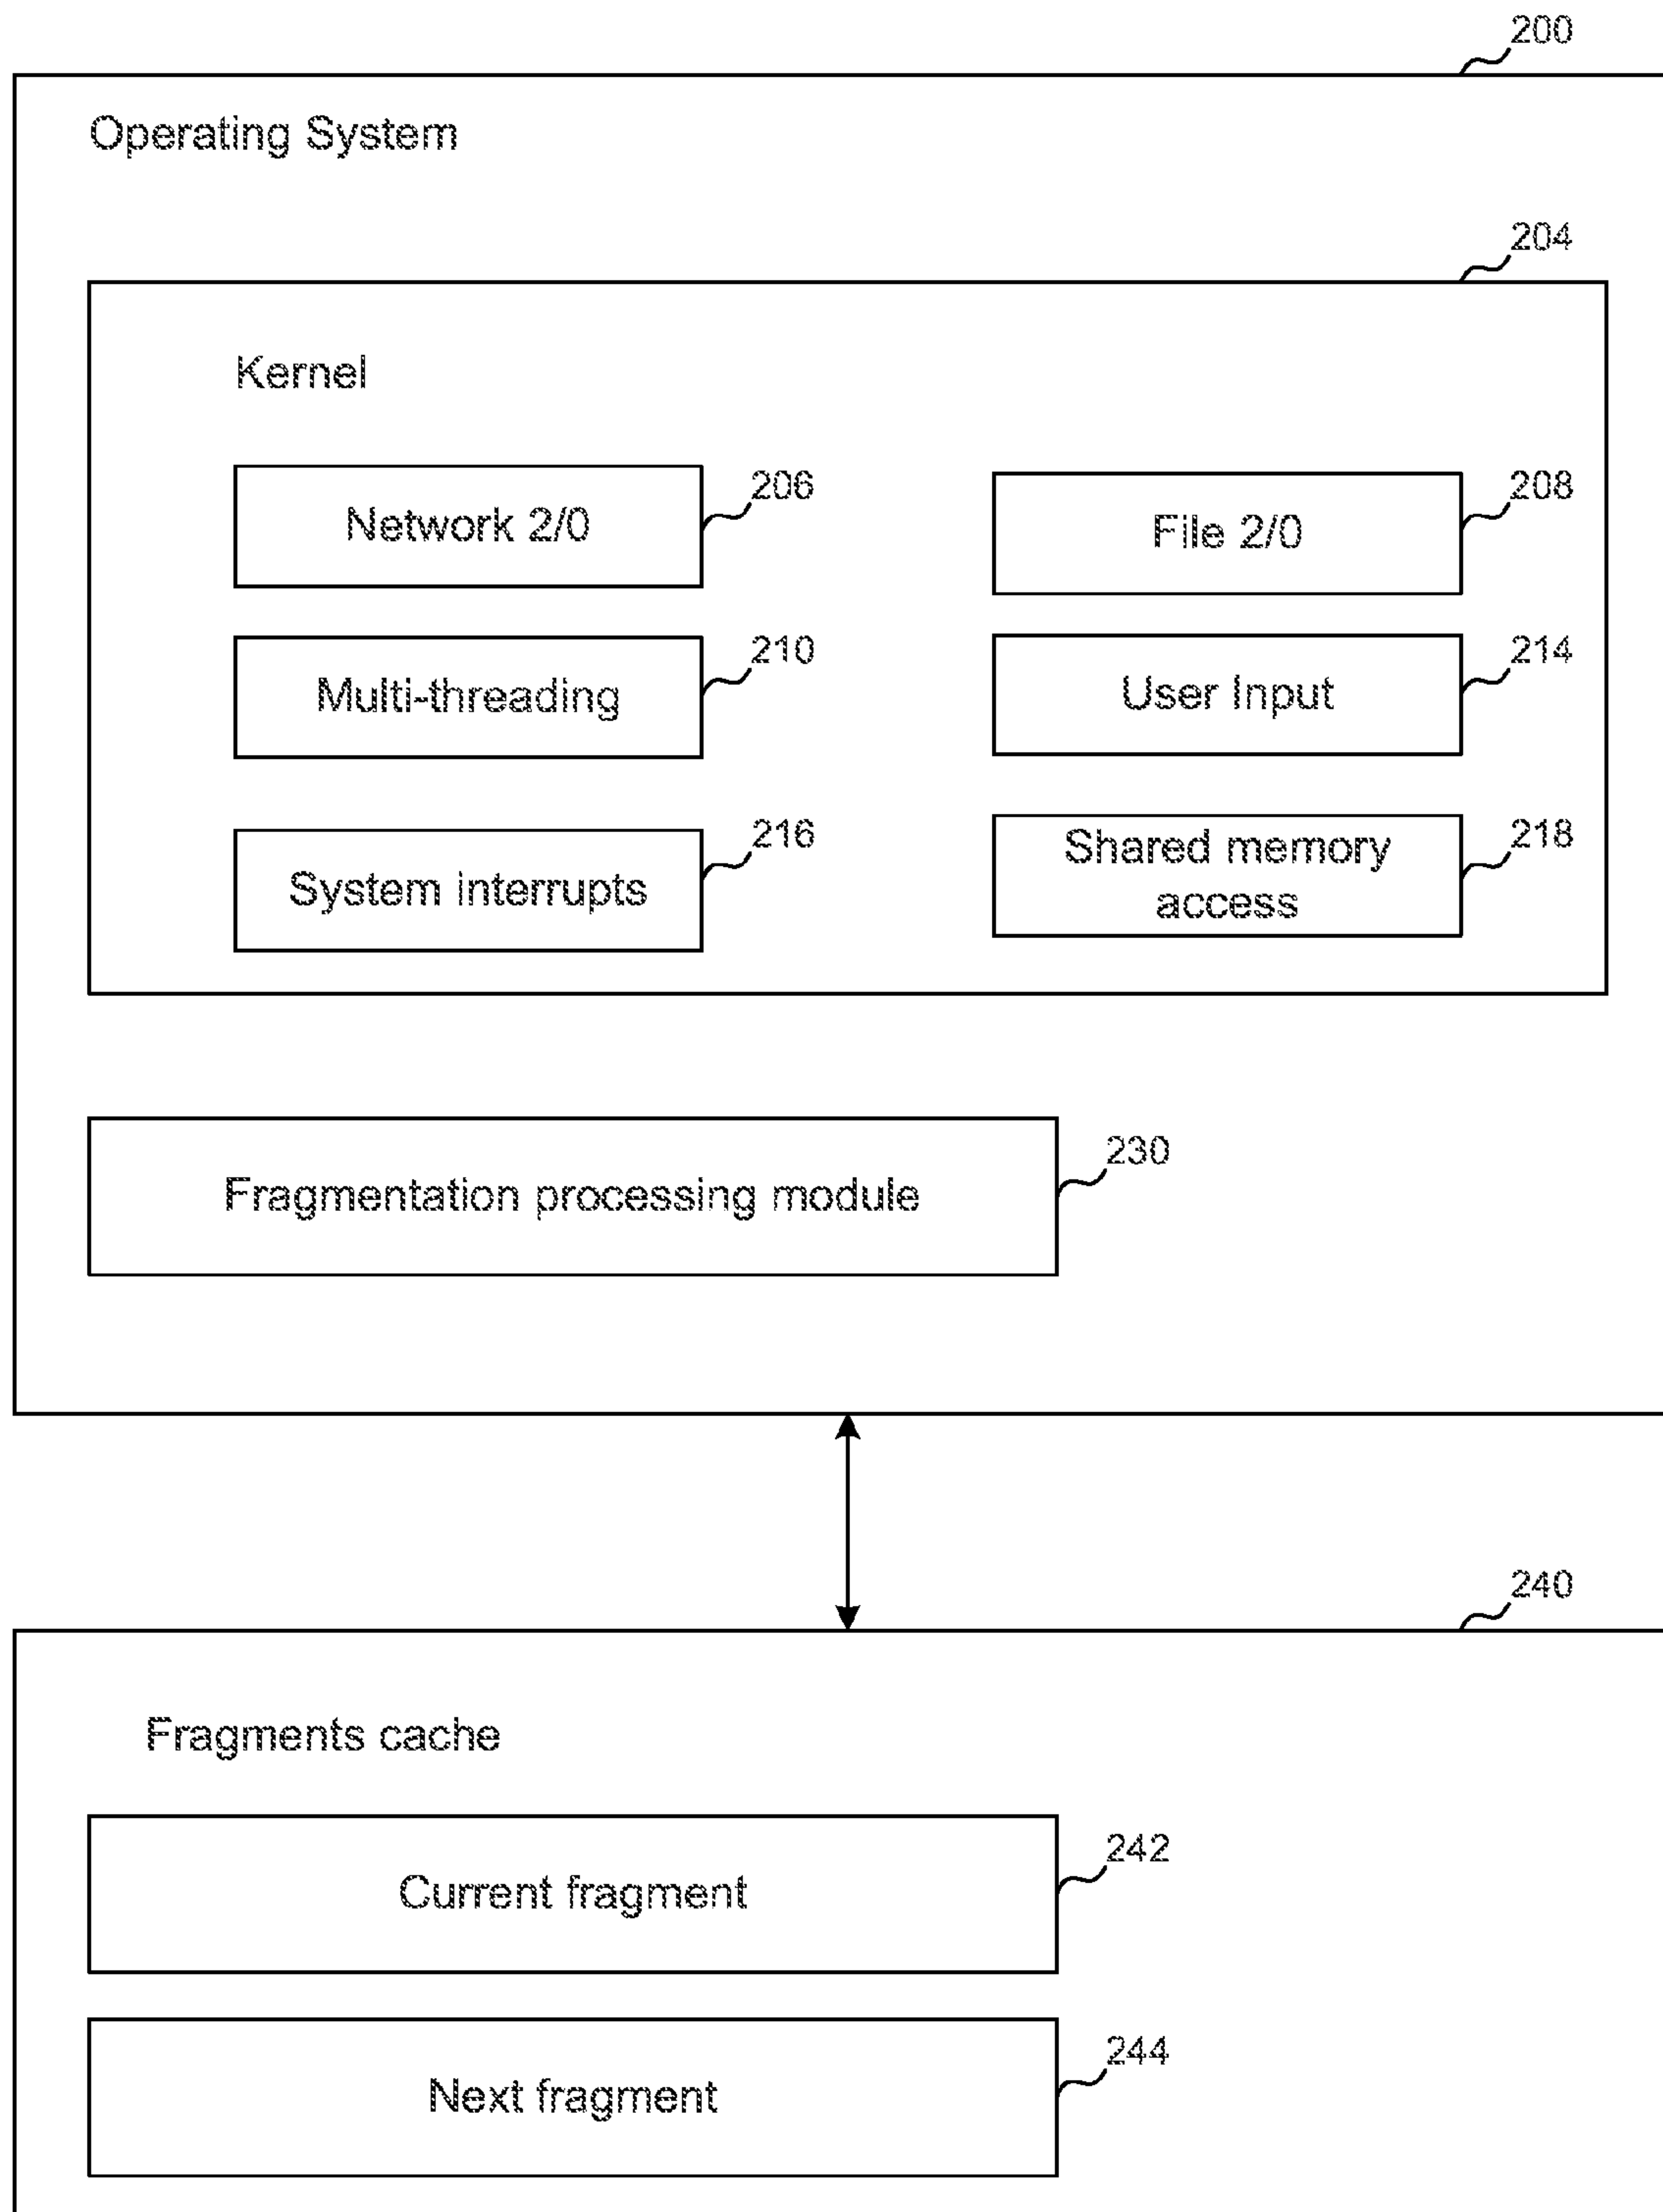 200
Operating System
204
Kernel
Network 2/0
206
File 2/0
208
Multi-threading
210
User Input
214
System interrupts
216
Shared memory
access
218
Fragmentation processing module
230
240
Fragments cache
Current fragment
242
Next fragment
244